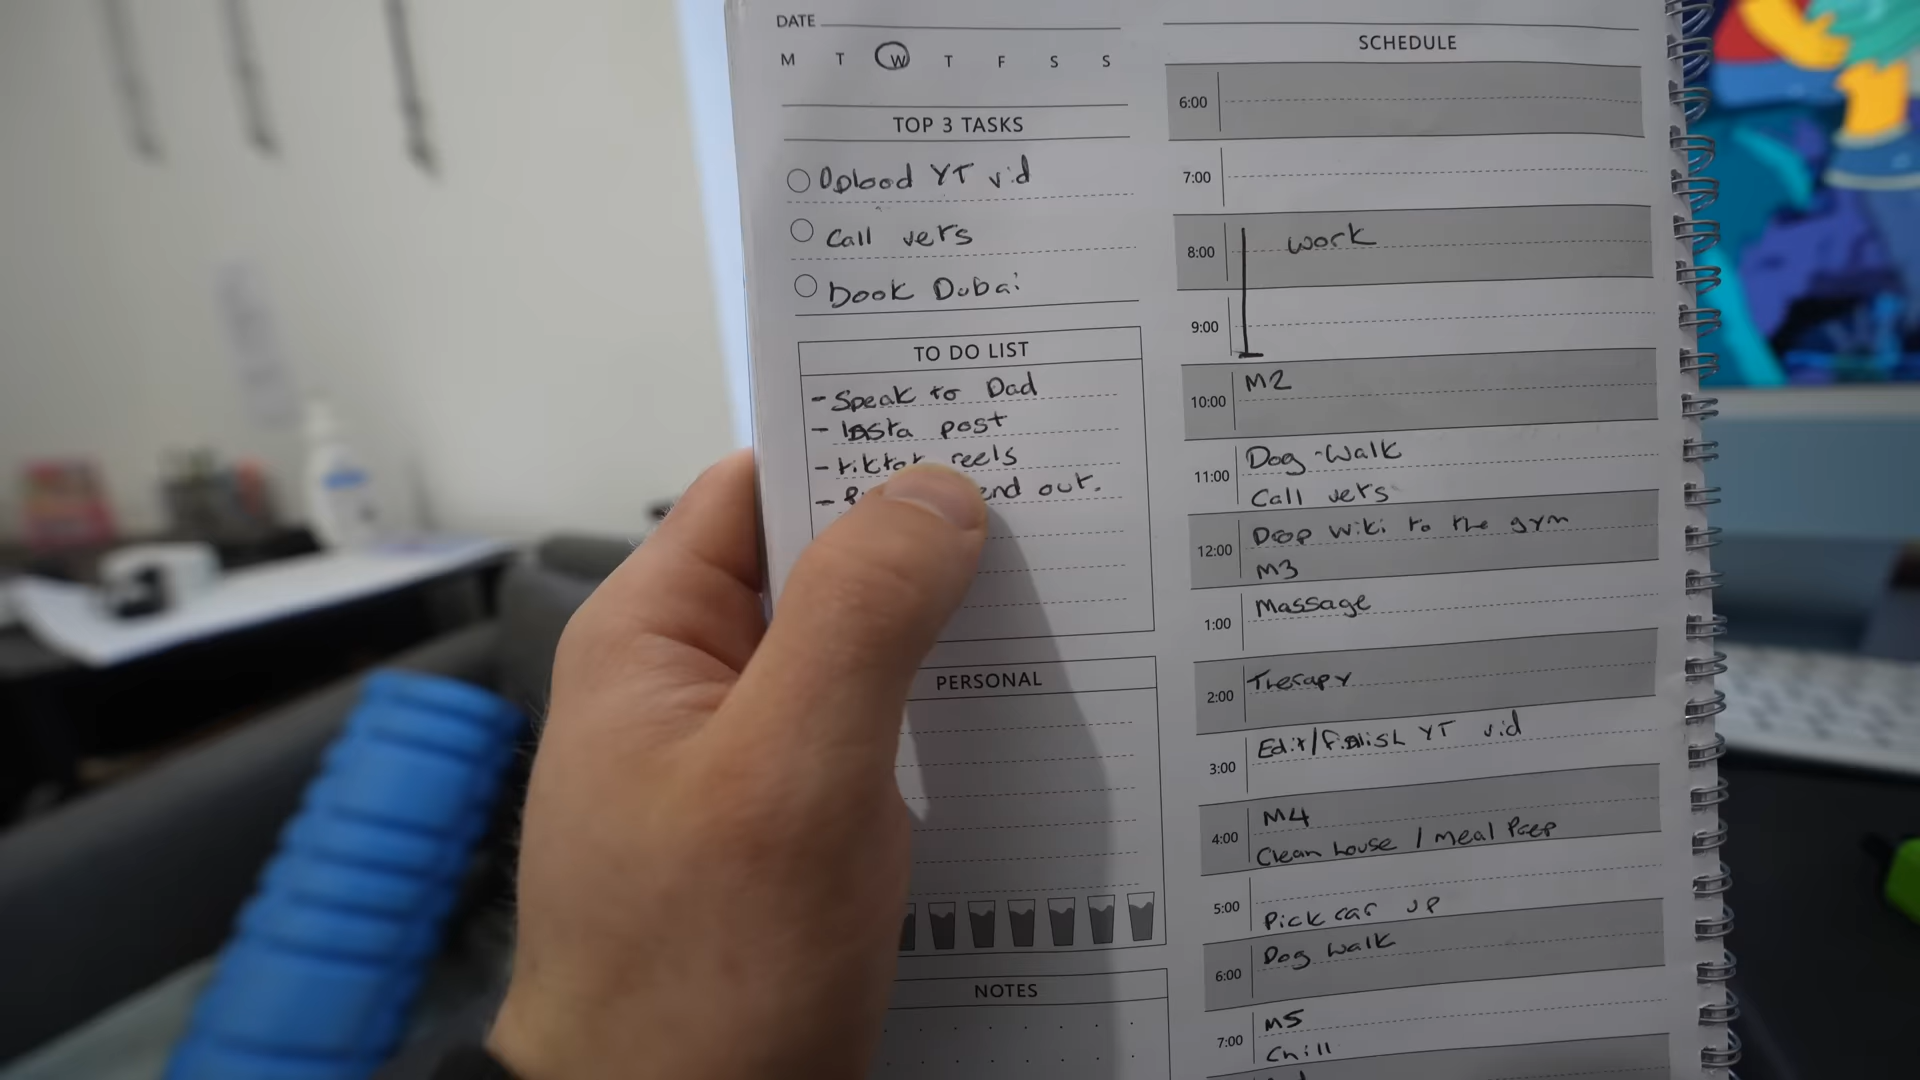 DATE
M T W T F S S
TOP 3 TASKS
Upload YT vid
Call vets
book Dubai
TO DO LIST
- Speak to Dad
- Insta post
- tiktok reels
- end out.
PERSONAL
NOTES
SCHEDULE
6:00
7:00
8:00 work
9:00
10:00 M2
11:00 Dog-Walk
Call vets
12:00 Drop Wiki to the gym
M3
1:00 Massage
2:00 Therapy
3:00 Edit/finish YT vid
4:00 M4
Clean house / meal Prep
5:00 Pick car up
6:00 Dog Walk
7:00 M5
Chill